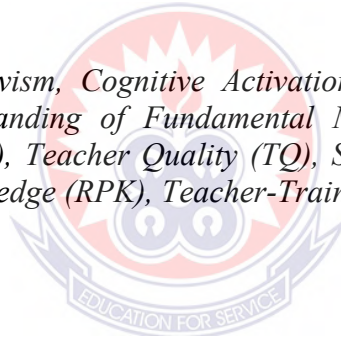 vism, Cognitive Activation
anding of Fundamental M
), Teacher Quality (TQ), S
edge (RPK), Teacher-Train
EDUCATION FOR SERVICE